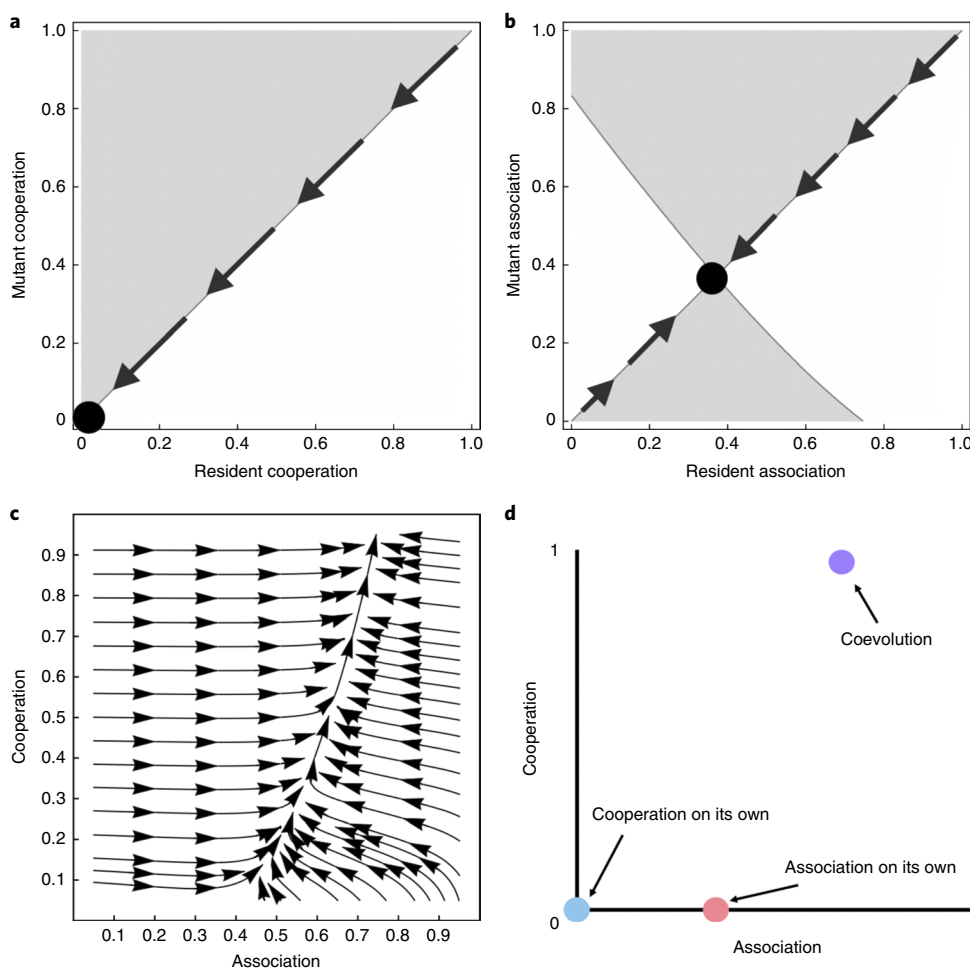 a
1.0
0.8
0.6
0.4
0.2
0
Mutant cooperation
0
0.2
0.4
0.6
0.8
1.0
Resident cooperation
b
1.0
0.8
0.6
0.4
0.2
0
Mutant association
0
0.2
0.4
0.6
0.8
1.0
Resident association
c
0.9
0.8
0.7
0.6
0.5
0.4
0.3
0.2
0.1
Cooperation
0.1
0.2
0.3
0.4
0.5
0.6
0.7
0.8
0.9
Association
d
1
Coevolution
Cooperation
Cooperation on its own
Association on its own
0
Association